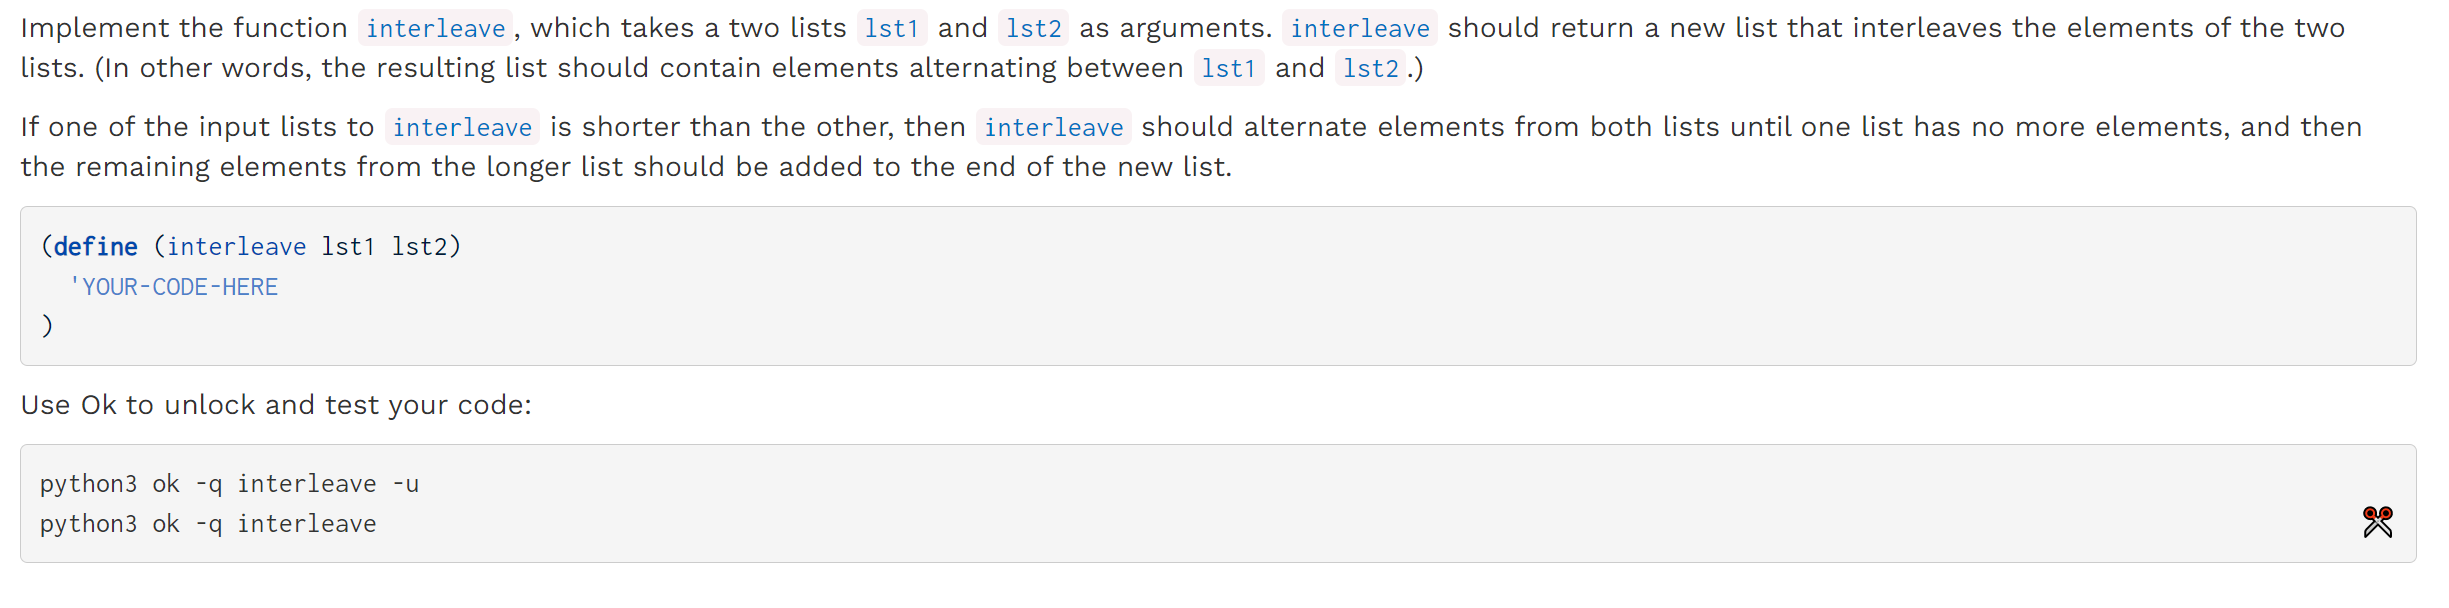 Implement the function interleave, which takes a two lists lst1 and lst2 as arguments. interleave should return a new list that interleaves the elements of the two
lists. (In other words, the resulting list should contain elements alternating between lst1 and lst2.)
If one of the input lists to interleave is shorter than the other, then interleave should alternate elements from both lists until one list has no more elements, and then
the remaining elements from the longer list should be added to the end of the new list.
(define (interleave lst1 lst2)
  'YOUR-CODE-HERE
)
Use Ok to unlock and test your code:
python3 ok -q interleave -u
python3 ok -q interleave